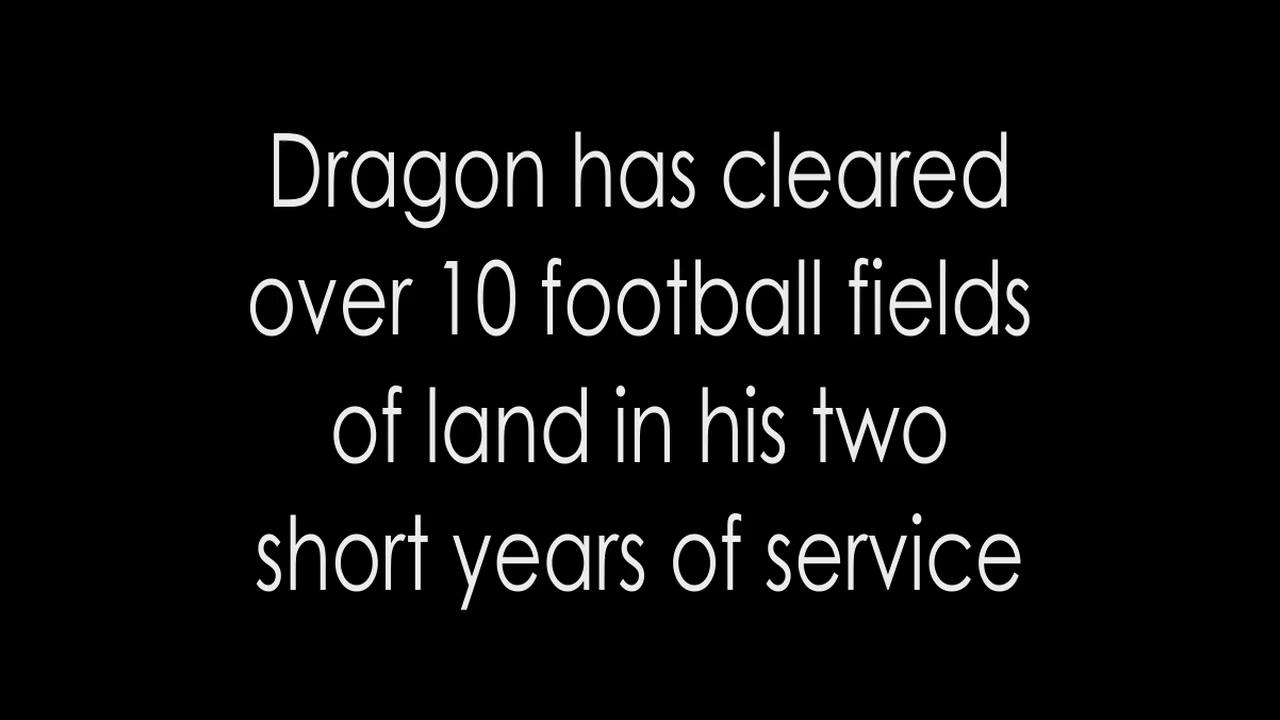 Dragon has cleared
over 10 football fields
of land in his two
short years of service